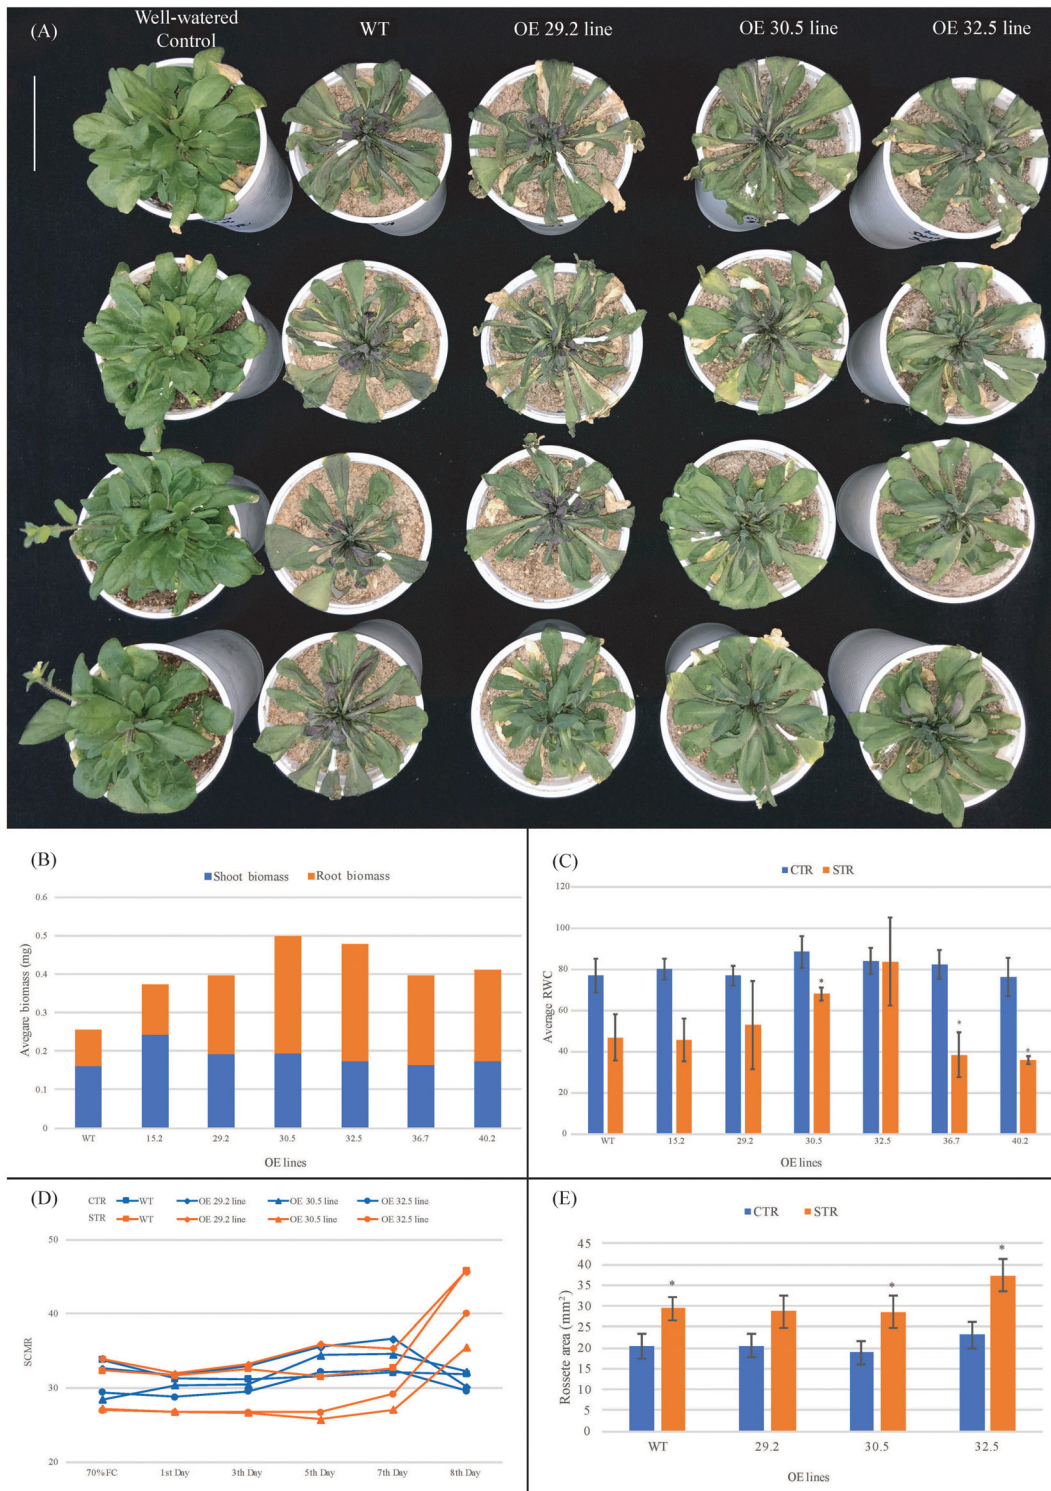 (A)
Well-watered
Control
WT
OE 29.2 line
OE 30.5 line
OE 32.5 line
(B)
Shoot biomass
Root biomass
Avegare biomass (mg)
0.6
0.5
0.4
0.3
0.2
0.1
0
WT
15.2
29.2
30.5
32.5
36.7
40.2
OE lines
(C)
CTR
STR
Average RWC
120
100
80
60
40
20
0
*
*
*
WT
15.2
29.2
30.5
32.5
36.7
40.2
OE lines
(D)
CTR WT OE 29.2 line OE 30.5 line OE 32.5 line
STR WT OE 29.2 line OE 30.5 line OE 32.5 line
SCMR
50
40
30
20
70% FC
1st Day
3th Day
5th Day
7th Day
8th Day
(E)
CTR
STR
Rossete area (mm²)
45
40
35
30
25
20
15
10
5
0
*
*
*
WT
29.2
30.5
32.5
OE lines